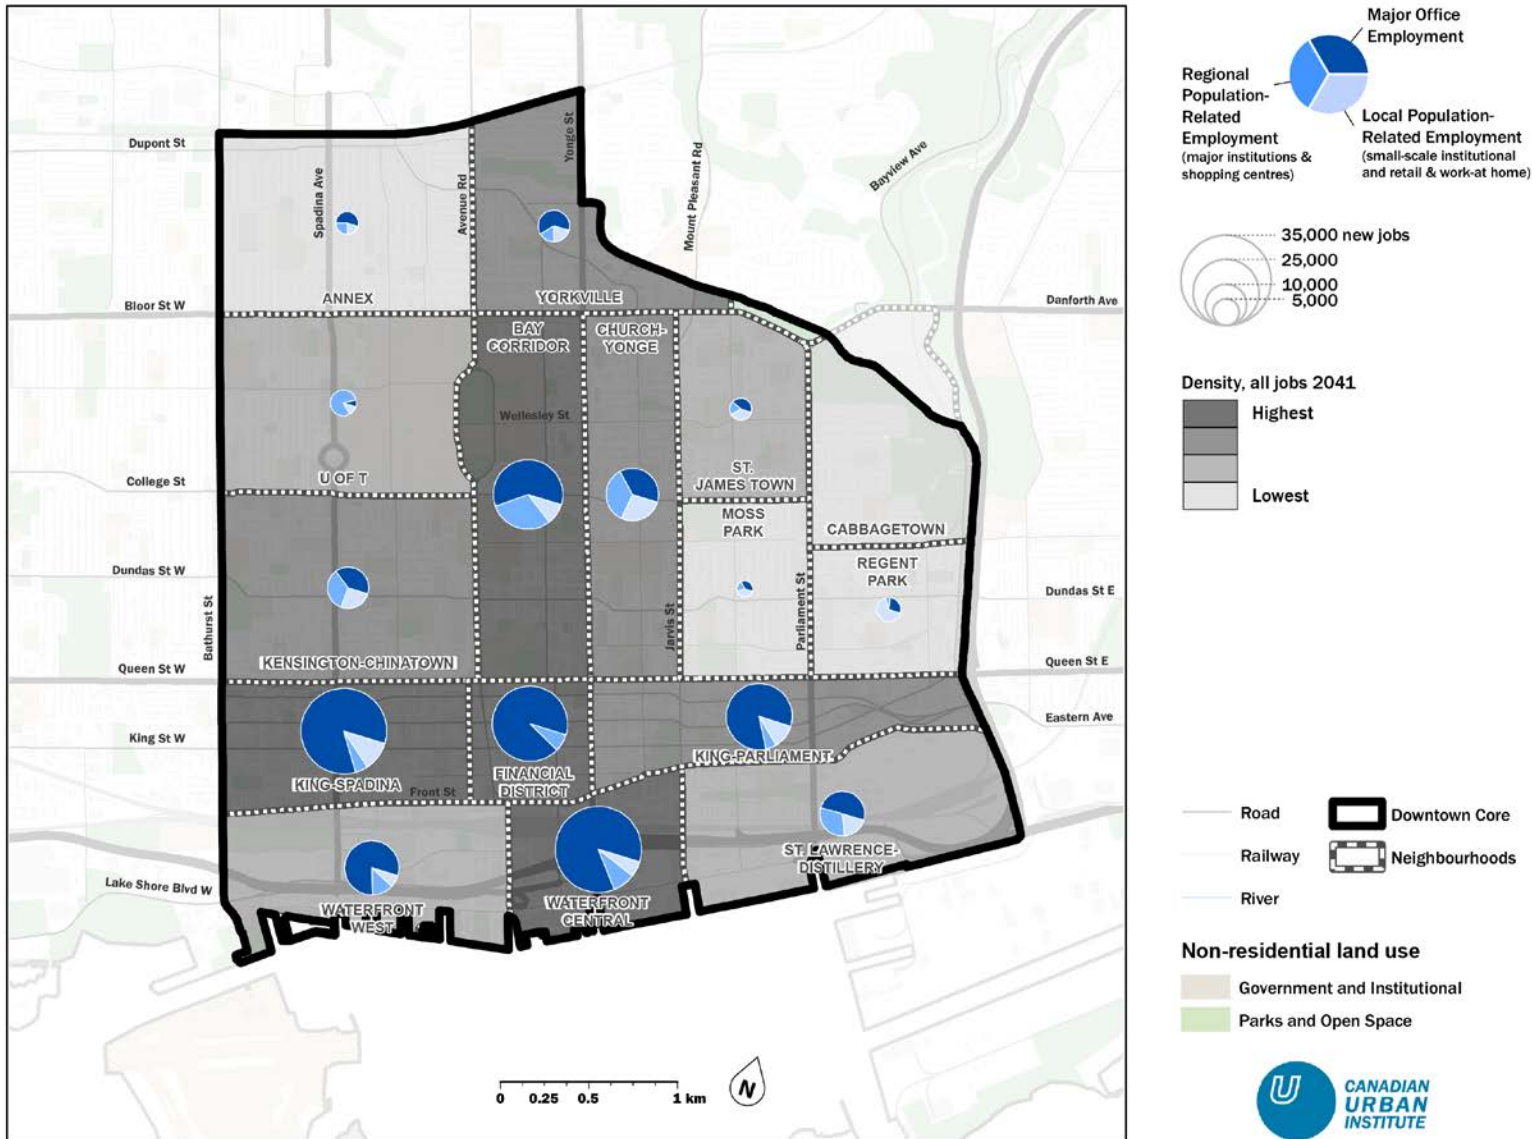 Dupont St
Spadina Ave
Avenue Rd
Yonge St
Mount Pleasant Rd
Bayview Ave
Bloor St W
ANNEX
YORKVILLE
Danforth Ave
BAY
CORRIDOR
CHURCH-
YONGE
Wellesley St
College St
U OF T
ST.
JAMES TOWN
MOSS
PARK
CABBAGETOWN
REGENT
PARK
Dundas St W
Dundas St E
Bathurst St
Jarvis St
Parliament St
Queen St W
KENSINGTON-CHINATOWN
Queen St E
King St W
Eastern Ave
KING-SPADINA
FINANCIAL
DISTRICT
KING-PARLIAMENT
Front St
Lake Shore Blvd W
WATERFRONT
WEST
WATERFRONT
CENTRAL
ST. LAWRENCE-
DISTILLERY
0 0.25 0.5 1 km
N
Major Office
Employment
Regional
Population-
Related
Employment
(major institutions &
shopping centres)
Local Population-
Related Employment
(small-scale institutional
and retail & work-at home)
35,000 new jobs
25,000
10,000
5,000
Density, all jobs 2041
Highest
Lowest
Road
Railway
River
Downtown Core
Neighbourhoods
Non-residential land use
Government and Institutional
Parks and Open Space
U
CANADIAN
URBAN
INSTITUTE